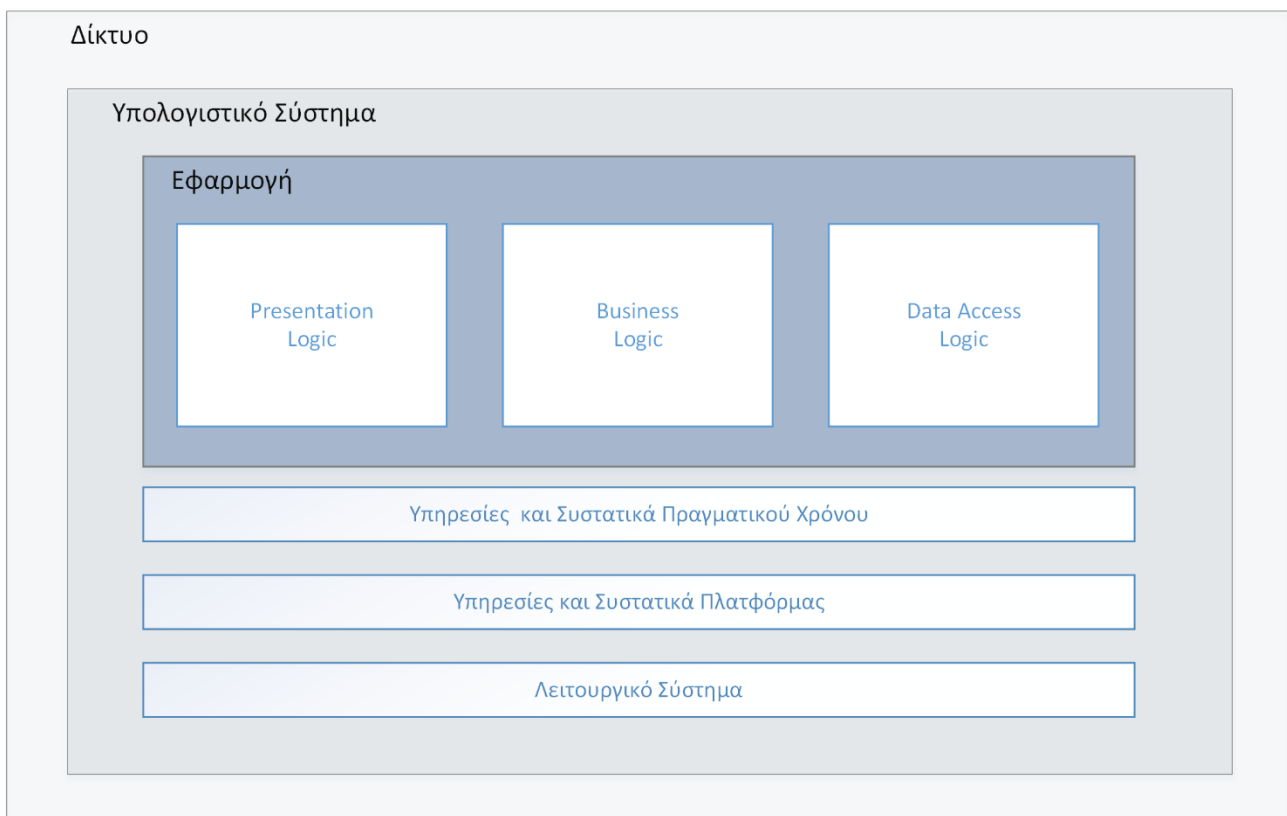 Δίκτυο
Υπολογιστικό Σύστημα
Εφαρμογή
Presentation
Logic
Business
Logic
Data Access
Logic
Υπηρεσίες και Συστατικά Πραγματικού Χρόνου
Υπηρεσίες και Συστατικά Πλατφόρμας
Λειτουργικό Σύστημα